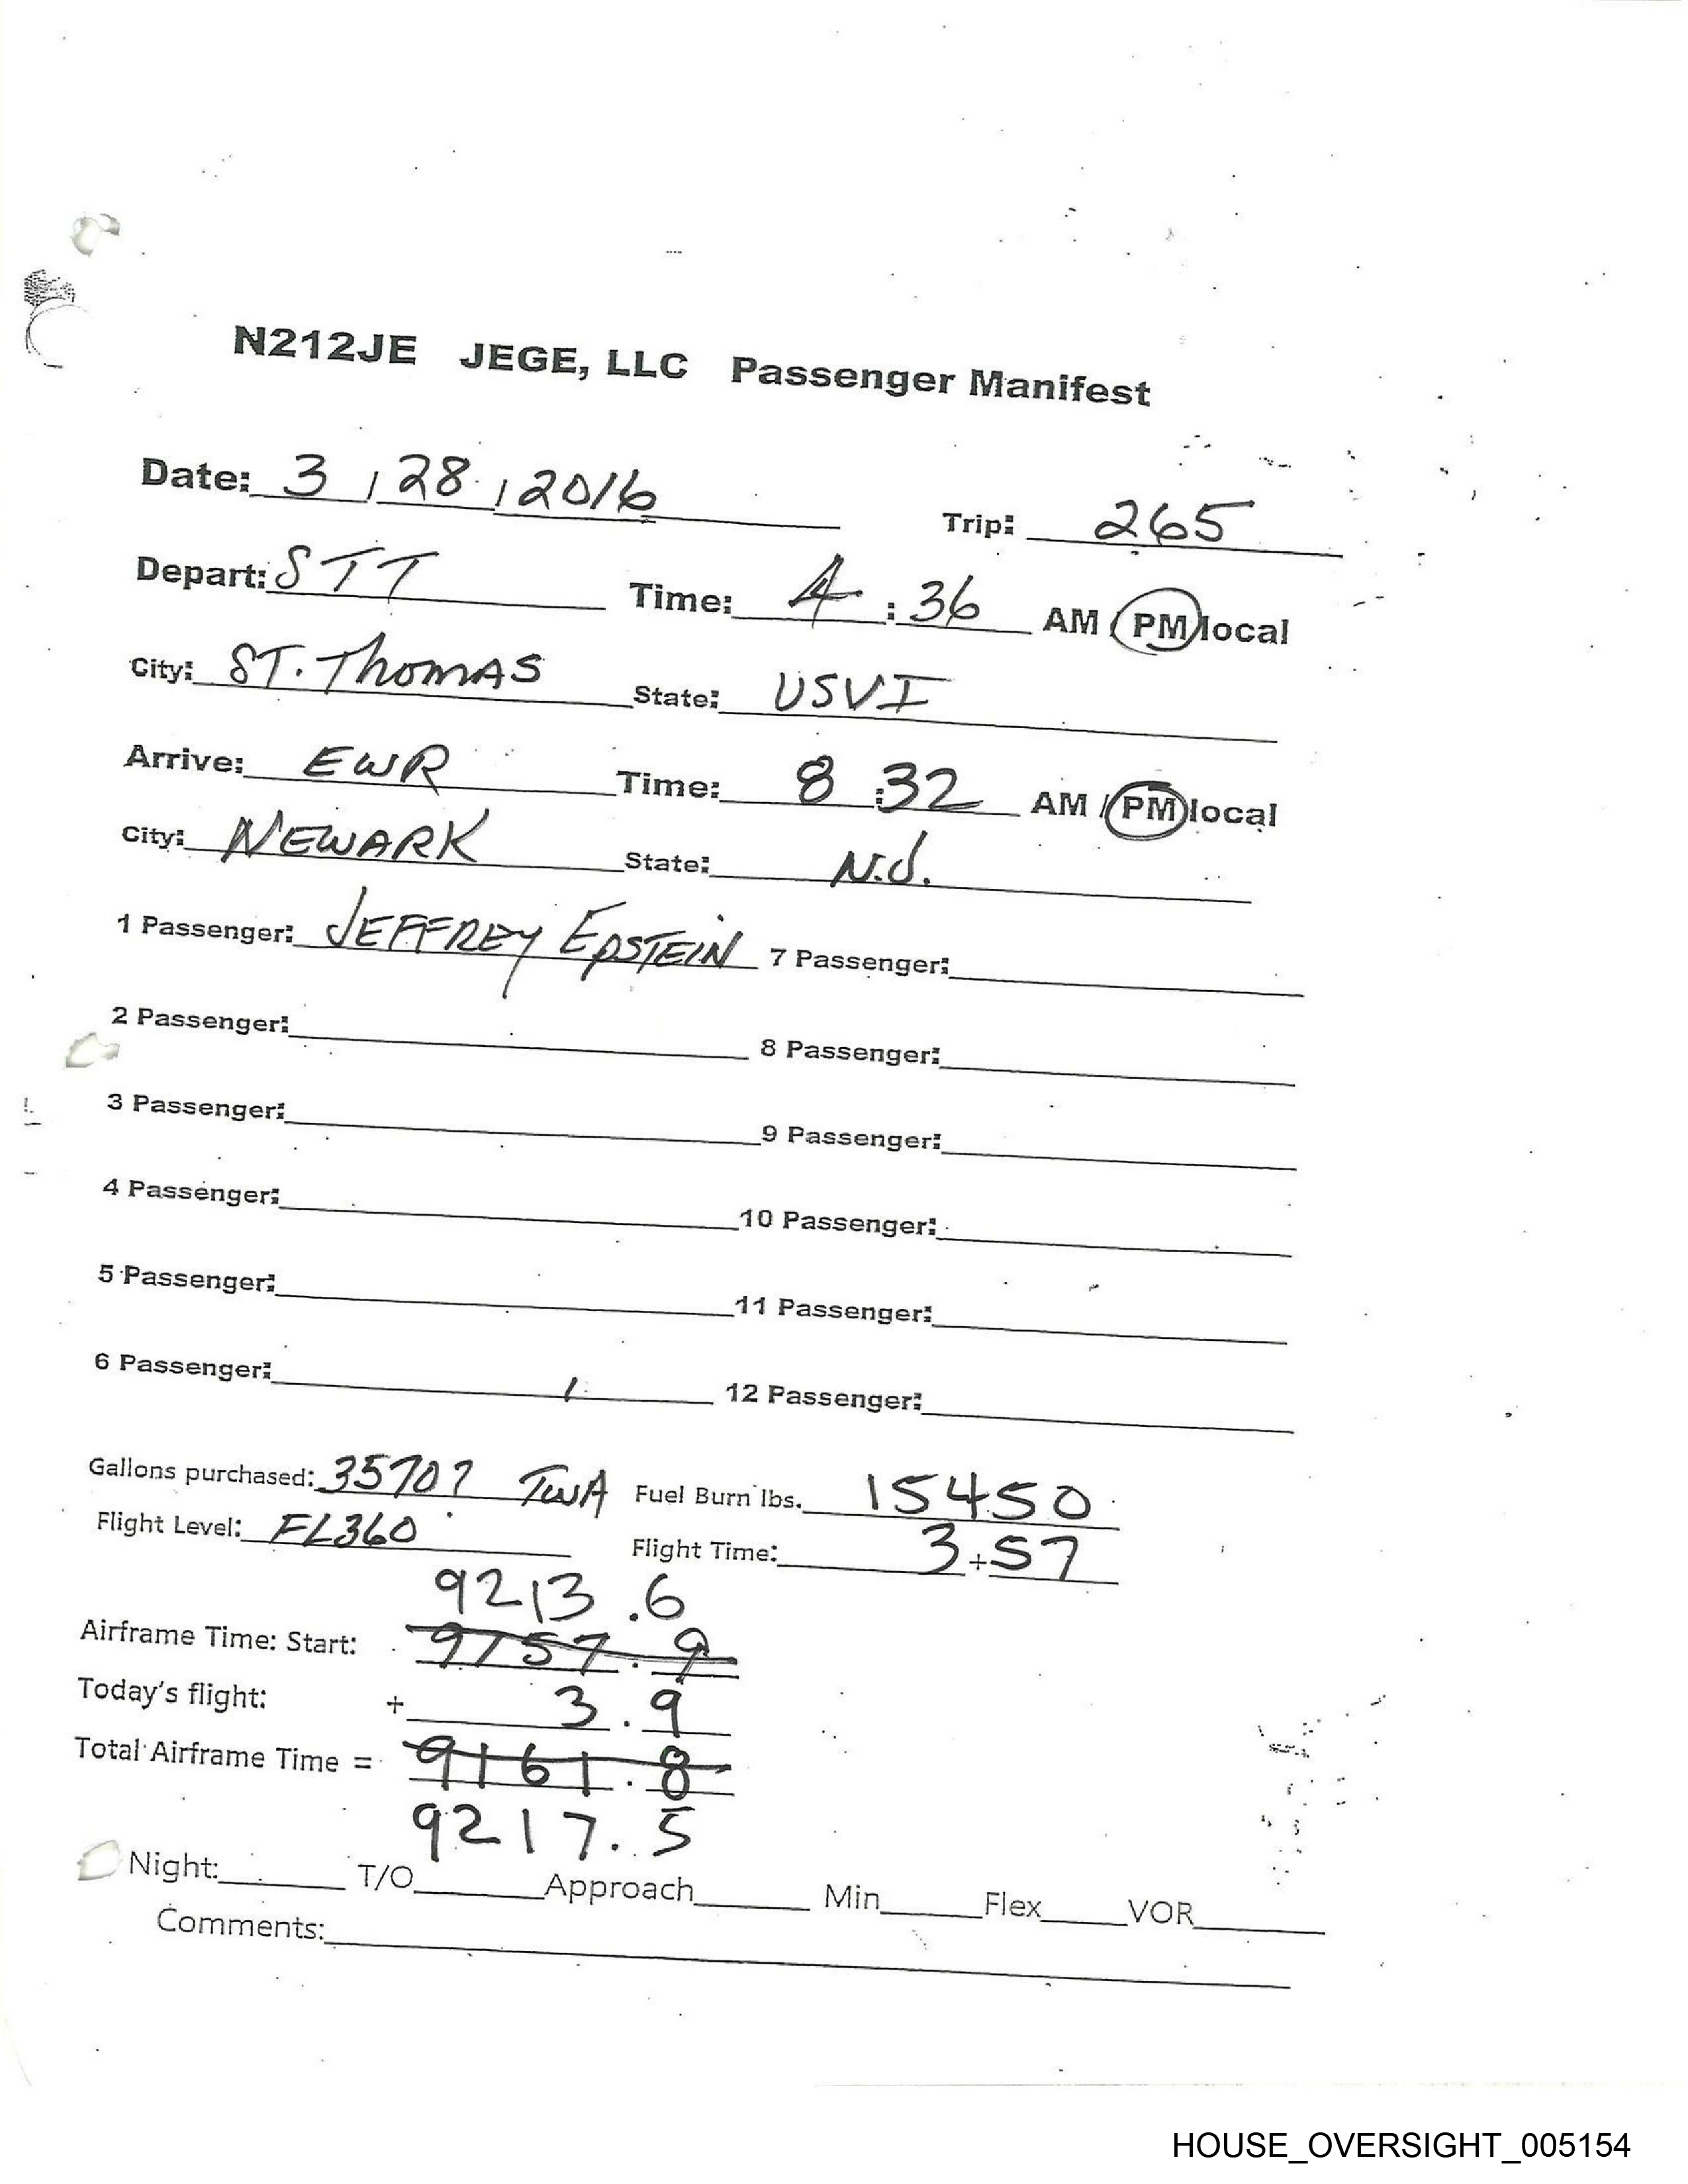 N212JE JEGE, LLC Passenger Manifest
Date: 3 / 28 / 2016 Trip: 265
Depart: STT Time: 4 : 36 AM / PM local
City: ST. THOMAS State: USVI
Arrive: EWR Time: 8 : 32 AM / PM local
City: NEWARK State: N.J.
1 Passenger: JEFFREY EPSTEIN 7 Passenger:
2 Passenger: 8 Passenger:
3 Passenger: 9 Passenger:
4 Passenger: 10 Passenger:
5 Passenger: 11 Passenger:
6 Passenger: 12 Passenger:
Gallons purchased: TWA Fuel Burn lbs. 15450
Flight Level: FL360 Flight Time: 3+57
9213.6
Airframe Time: Start: 9157.9
Today's flight: + 3.9
Total Airframe Time = 9161.8
9217.5
Night: T/O Approach Min Flex VOR
Comments:
HOUSE_OVERSIGHT_005154